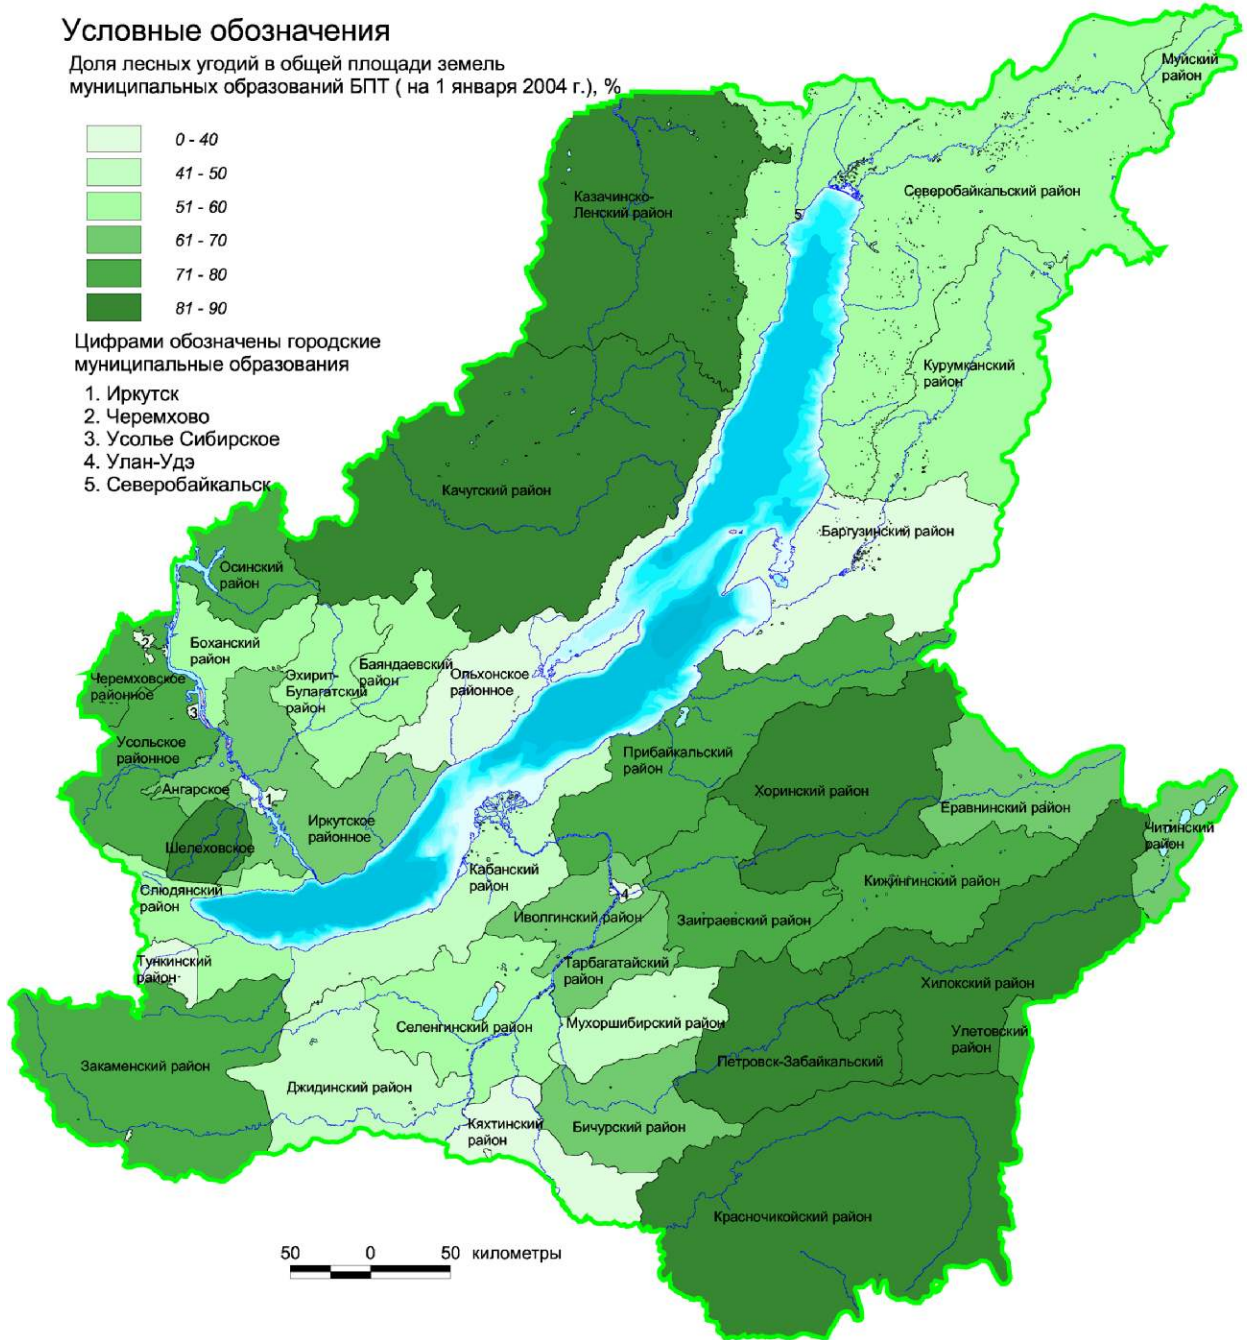 Условные обозначения
Доля лесных угодий в общей площади земель
муниципальных образований БПТ ( на 1 января 2004 г.), %
0 - 40
41 - 50
51 - 60
61 - 70
71 - 80
81 - 90
Цифрами обозначены городские
муниципальные образования
1. Иркутск
2. Черемхово
3. Усолье Сибирское
4. Улан-Удэ
5. Северобайкальск
Муйский
район
Казачинско-
Ленский район
Северобайкальский район
5
Курумканский
район
Качугский район
Баргузинский район
Осинский
район
2
Боханский
район
Баяндаевский
район
Эхирит-
Булагатский
район
Ольхонское
районное
Черемховское
районное
3
Усольское
районное
Прибайкальский
район
Ангарское
1
Хоринский район
Еравнинский район
Иркутское
районное
Читинский
район
Шелеховское
Слюдянский
район
Кабанский
район
Кижингинский район
4
Иволгинский район
Заиграевский район
Тункинский
район
Тарбагатайский
район
Хилокский район
Селенгинский район
Мухоршибирский район
Улетовский
район
Закаменский район
Петровск-Забайкальский
Джидинский район
Кяхтинский
район
Бичурский район
Красночикойский район
50 0 50 километры